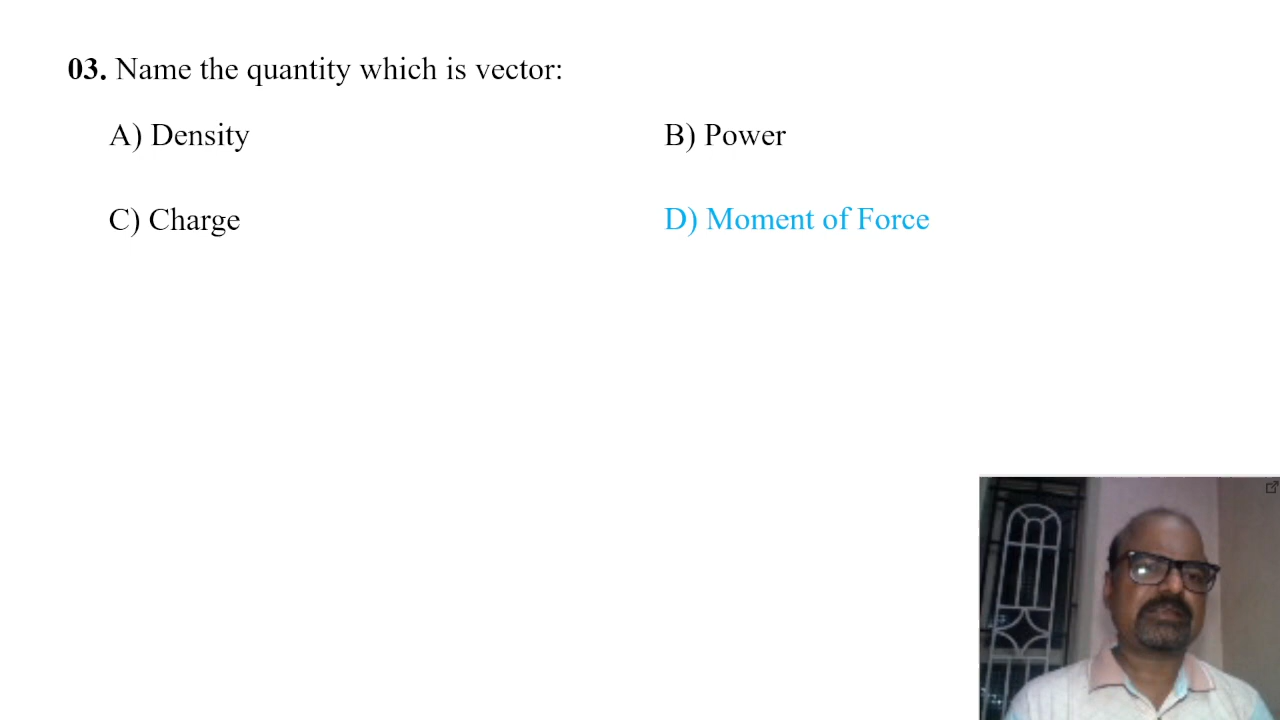 03. Name the quantity which is vector:
A) Density B) Power
C) Charge D) Moment of Force